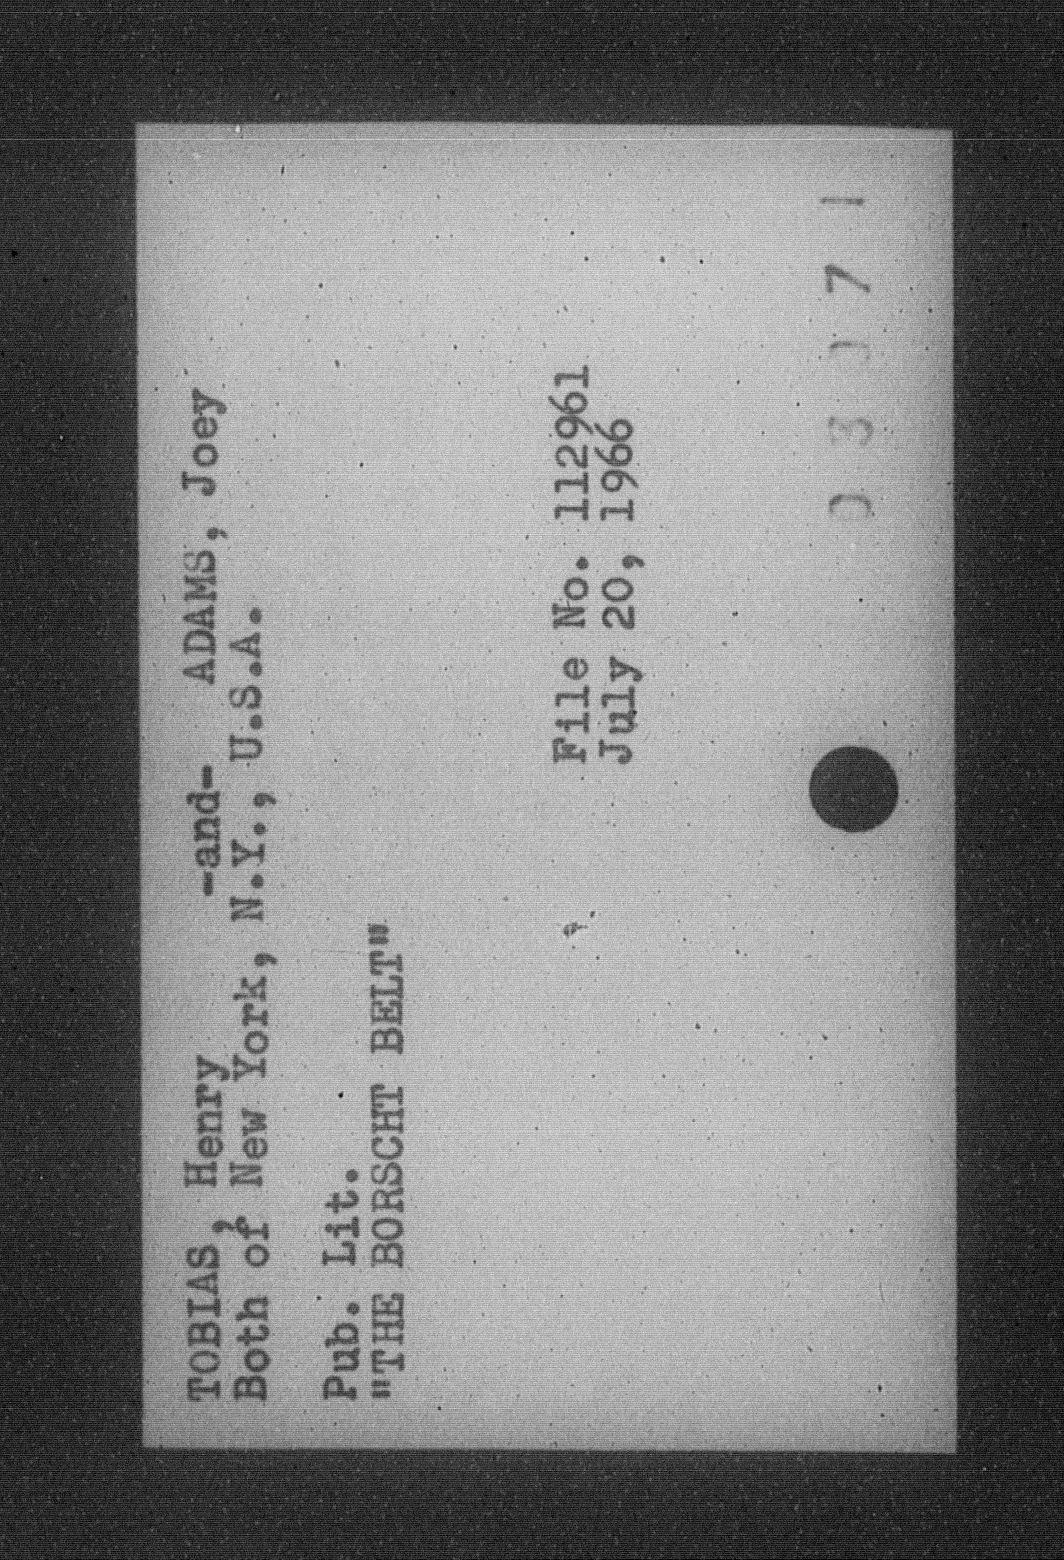 TOBIAS, Henry -and- ADAMS, Joey
Both of New York, N.Y., U.S.A.
Pub. Lit.
"THE BORSCHT BELT"
File No. 112961
July 20, 1966
03071